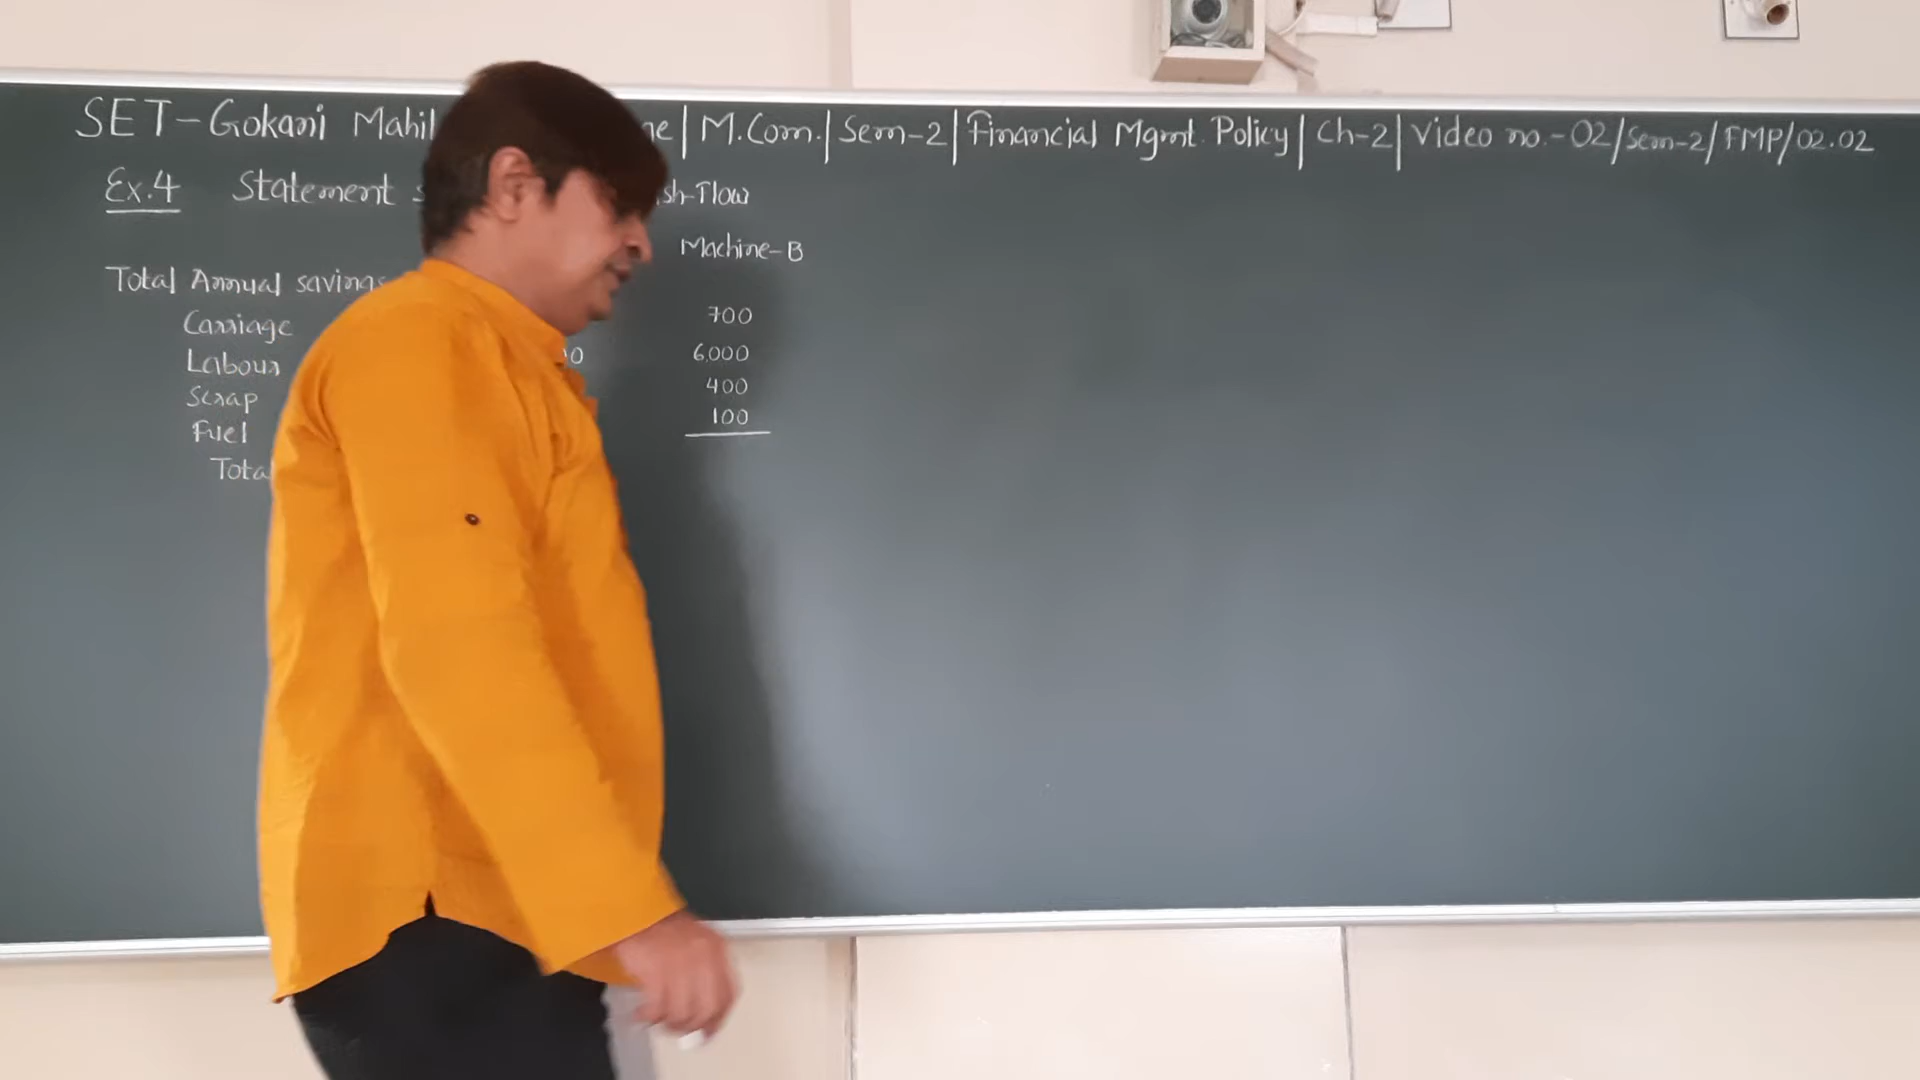 SET-Gokani Mahil | M.Com. | Sem-2 | Financial Mgmt. Policy | Ch-2 | Video no.-02/Sem-2/FMP/02.02
Ex.4 Statement sh-Flow
Machine-B
Total Annual savings
Carriage 700
Labour 6,000
Scrap 400
Fuel 100
Total